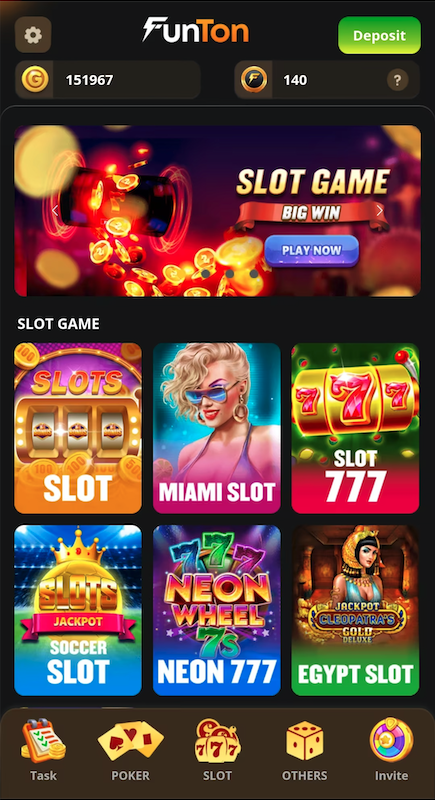 FunTon
Deposit
G
151967
F
140
?
SLOT GAME
BIG WIN
PLAY NOW
SLOT GAME
SLOTS
SLOT
MIAMI SLOT
777
SLOT
777
SLOTS
JACKPOT
SOCCER
SLOT
777
NEON
WHEEL
7s
NEON 777
JACKPOT
CLEOPATRA'S
GOLD
DELUXE
EGYPT SLOT
777
Task
POKER
SLOT
OTHERS
Invite